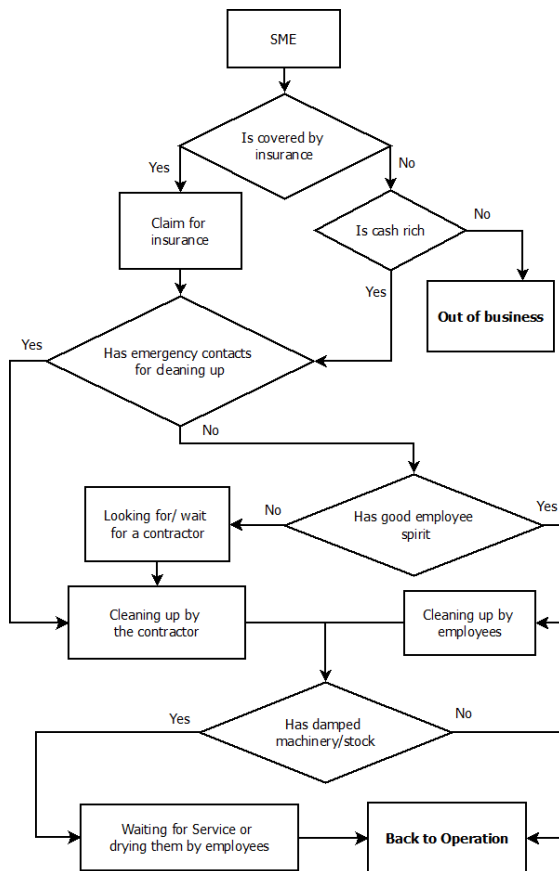 SME
Is covered by
insurance
Yes
No
Claim for
insurance
Is cash rich
No
Yes
Out of business
Has emergency contacts
for cleaning up
Yes
No
Looking for/ wait
for a contractor
No
Has good employee
spirit
Yes
Cleaning up by
the contractor
Cleaning up by
employees
Yes
Has damped
machinery/stock
No
Waiting for Service or
drying them by employees
Back to Operation